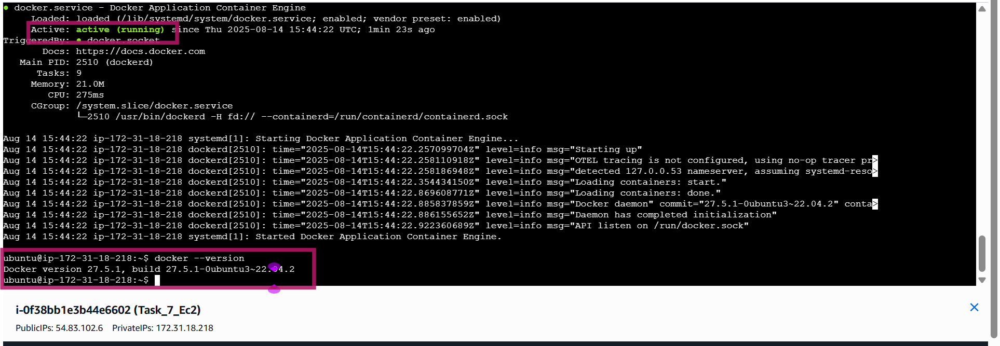 ● docker.service - Docker Application Container Engine
Loaded: loaded (/lib/systemd/system/docker.service; enabled; vendor preset: enabled)
Active: active (running) since Thu 2025-08-14 15:44:22 UTC; 1min 23s ago
TriggeredBy: ● docker.socket
Docs: https://docs.docker.com
Main PID: 2510 (dockerd)
Tasks: 9
Memory: 21.0M
CPU: 275ms
CGroup: /system.slice/docker.service
└─2510 /usr/bin/dockerd -H fd:// --containerd=/run/containerd/containerd.sock
Aug 14 15:44:22 ip-172-31-18-218 systemd[1]: Starting Docker Application Container Engine...
Aug 14 15:44:22 ip-172-31-18-218 dockerd[2510]: time="2025-08-14T15:44:22.257099704Z" level=info msg="Starting up"
Aug 14 15:44:22 ip-172-31-18-218 dockerd[2510]: time="2025-08-14T15:44:22.258110918Z" level=info msg="OTEL tracing is not configured, using no-op tracer pr>
Aug 14 15:44:22 ip-172-31-18-218 dockerd[2510]: time="2025-08-14T15:44:22.258186948Z" level=info msg="detected 127.0.0.53 nameserver, assuming systemd-reso>
Aug 14 15:44:22 ip-172-31-18-218 dockerd[2510]: time="2025-08-14T15:44:22.354434150Z" level=info msg="Loading containers: start."
Aug 14 15:44:22 ip-172-31-18-218 dockerd[2510]: time="2025-08-14T15:44:22.869608771Z" level=info msg="Loading containers: done."
Aug 14 15:44:22 ip-172-31-18-218 dockerd[2510]: time="2025-08-14T15:44:22.885837859Z" level=info msg="Docker daemon" commit="27.5.1-0ubuntu3~22.04.2" conta>
Aug 14 15:44:22 ip-172-31-18-218 dockerd[2510]: time="2025-08-14T15:44:22.886155652Z" level=info msg="Daemon has completed initialization"
Aug 14 15:44:22 ip-172-31-18-218 dockerd[2510]: time="2025-08-14T15:44:22.922360689Z" level=info msg="API listen on /run/docker.sock"
Aug 14 15:44:22 ip-172-31-18-218 systemd[1]: Started Docker Application Container Engine.
ubuntu@ip-172-31-18-218:~$ docker --version
Docker version 27.5.1, build 27.5.1-0ubuntu3~22.04.2
ubuntu@ip-172-31-18-218:~$
i-0f38bb1e3b44e6602 (Task_7_Ec2)
PublicIPs: 54.83.102.6 PrivateIPs: 172.31.18.218